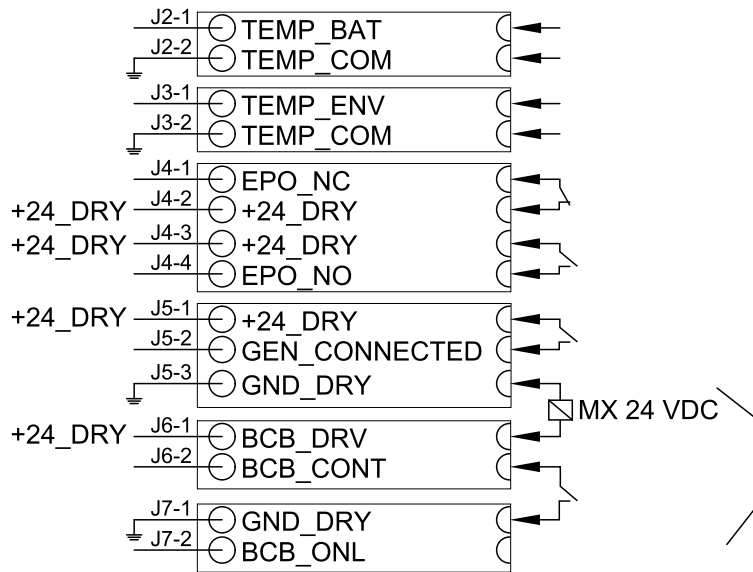 J2-1 TEMP_BAT
J2-2 TEMP_COM
J3-1 TEMP_ENV
J3-2 TEMP_COM
J4-1 EPO_NC
+24_DRY J4-2 +24_DRY
+24_DRY J4-3 +24_DRY
J4-4 EPO_NO
+24_DRY J5-1 +24_DRY
J5-2 GEN_CONNECTED
J5-3 GND_DRY
MX 24 VDC
+24_DRY J6-1 BCB_DRV
J6-2 BCB_CONT
J7-1 GND_DRY
J7-2 BCB_ONL